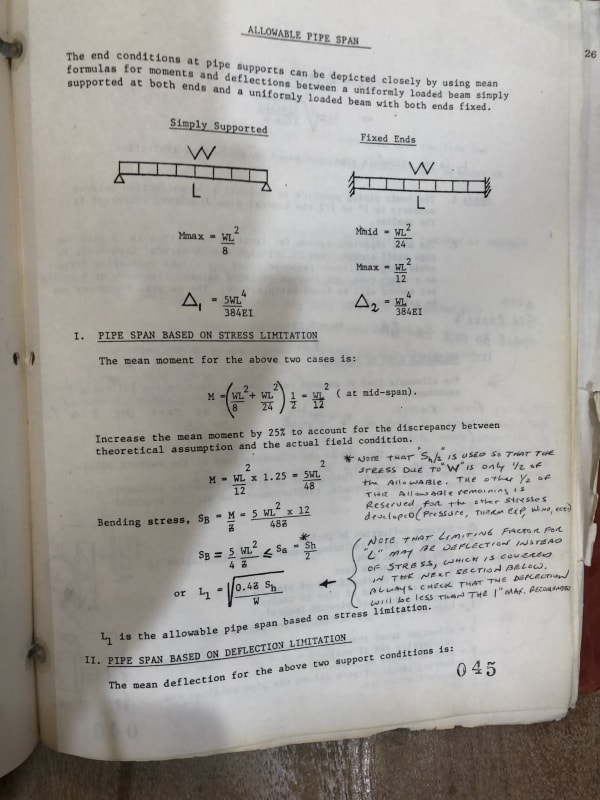 ALLOWABLE PIPE SPAN
26
The end conditions at pipe supports can be depicted closely by using mean
formulas for moments and deflections between a uniformly loaded beam simply
supported at both ends and a uniformly loaded beam with both ends fixed.
Simply Supported
Fixed Ends
W
W
L
L
Mmax = WL²/8
Mmid = WL²/24
Mmax = WL²/12
Δ₁ = 5WL⁴/384EI
Δ₂ = WL⁴/384EI
I. PIPE SPAN BASED ON STRESS LIMITATION
The mean moment for the above two cases is:
M = (WL²/8 + WL²/24) 1/2 = WL²/12 ( at mid-span).
Increase the mean moment by 25% to account for the discrepancy between
theoretical assumption and the actual field condition.
M = WL²/12 x 1.25 = 5WL²/48
Bending stress, SB = M/Z = 5 WL² x 12/48Z
SB = 5/4 WL²/Z ≤ SB = Sh*/2
or L₁ = √(0.4Z Sh/W)
* NOTE THAT "Sh/2" IS USED SO THAT THE
STRESS DUE TO "W" IS ONLY 1/2 OF
the ALLOWABLE. The other 1/2 of
THE Allowable remaining is
Reserved for the other stresses
developed (Pressure, THERM EXP, WIND, ect)
NOTE THAT LIMITING FACTOR FOR
"L" MAY BE DEFLECTION INSTEAD
OF STRESS, WHICH IS COVERED
IN THE NEXT SECTION BELOW.
ALWAYS CHECK THAT THE DEFLECTION
WILL be LESS THAN THE 1" MAX. RECOMMENDED
L₁ is the allowable pipe span based on stress limitation.
II. PIPE SPAN BASED ON DEFLECTION LIMITATION
The mean deflection for the above two support conditions is:
045